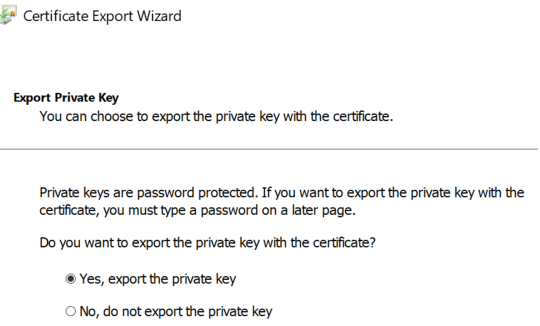 Certificate Export Wizard
Export Private Key
You can choose to export the private key with the certificate.
Private keys are password protected. If you want to export the private key with the
certificate, you must type a password on a later page.
Do you want to export the private key with the certificate?
Yes, export the private key
No, do not export the private key